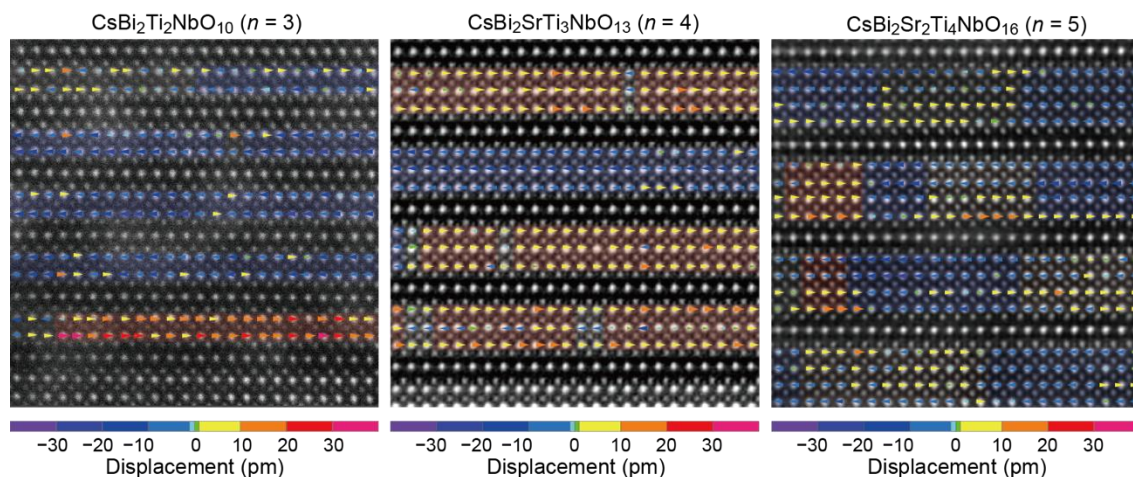 CsBi₂Ti₂NbO₁₀ (n = 3)
CsBi₂SrTi₃NbO₁₃ (n = 4)
CsBi₂Sr₂Ti₄NbO₁₆ (n = 5)
−30 −20 −10 0 10 20 30
−30 −20 −10 0 10 20 30
−30 −20 −10 0 10 20 30
Displacement (pm)
Displacement (pm)
Displacement (pm)